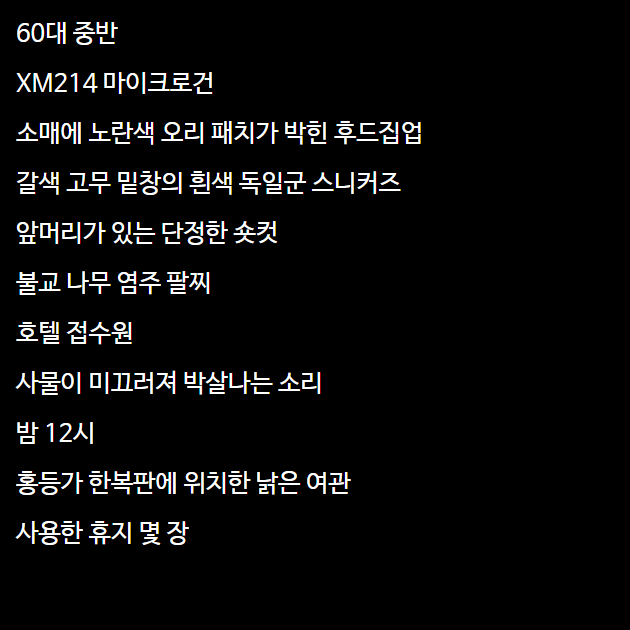 60대 중반
XM214 마이크로건
소매에 노란색 오리 패치가 박힌 후드집업
갈색 고무 밑창의 흰색 독일군 스니커즈
앞머리가 있는 단정한 숏컷
불교 나무 염주 팔찌
호텔 접수원
사물이 미끄러져 박살나는 소리
밤 12시
홍등가 한복판에 위치한 낡은 여관
사용한 휴지 몇 장